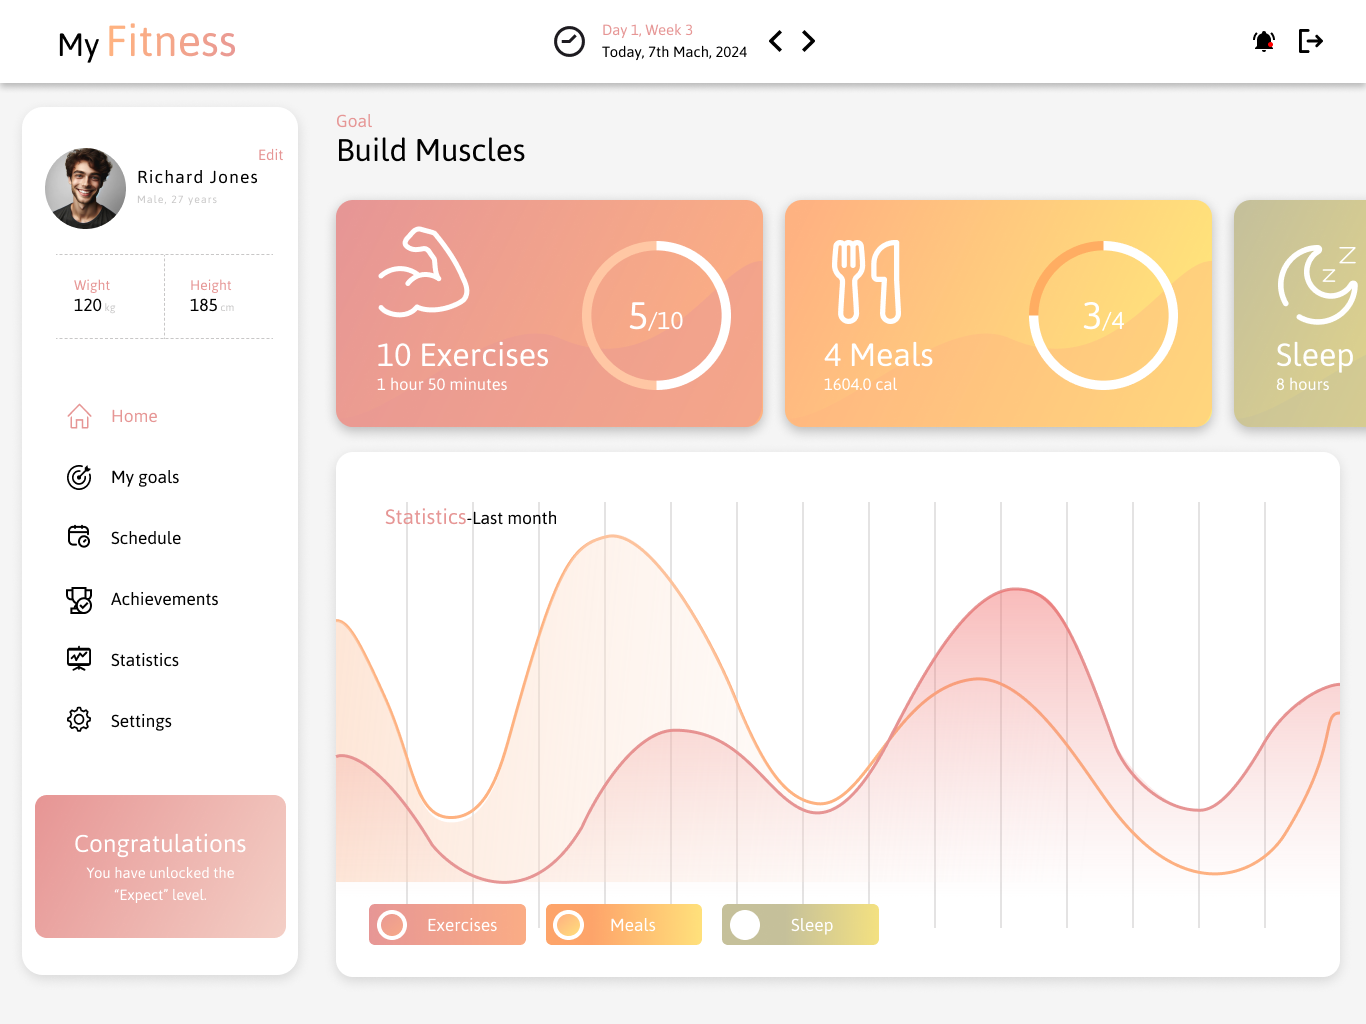 My Fitness
Day 1, Week 3
Today, 7th Mach, 2024
Edit
Richard Jones
Male, 27 years
Wight
120 kg
Height
185 cm
Home
My goals
Schedule
Achievements
Statistics
Settings
Congratulations
You have unlocked the
“Expect” level.
Goal
Build Muscles
5/10
10 Exercises
1 hour 50 minutes
3/4
4 Meals
1604.0 cal
z Z
Sleep
8 hours
Statistics-Last month
Exercises
Meals
Sleep